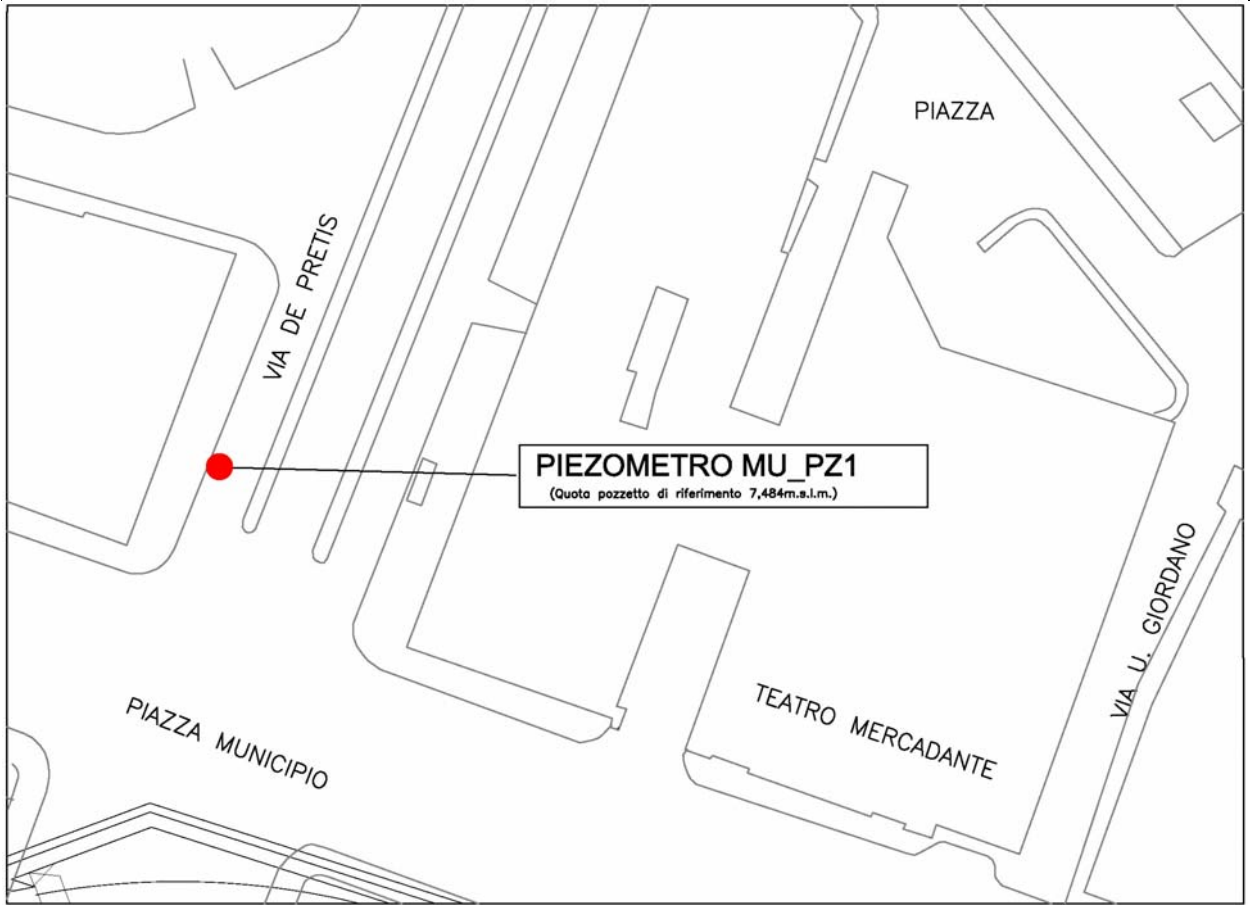 PIAZZA
VIA DE PRETIS
PIEZOMETRO MU_PZ1
(Quota pozzetto di riferimento 7,484m.s.l.m.)
VIA U. GIORDANO
TEATRO MERCADANTE
PIAZZA MUNICIPIO